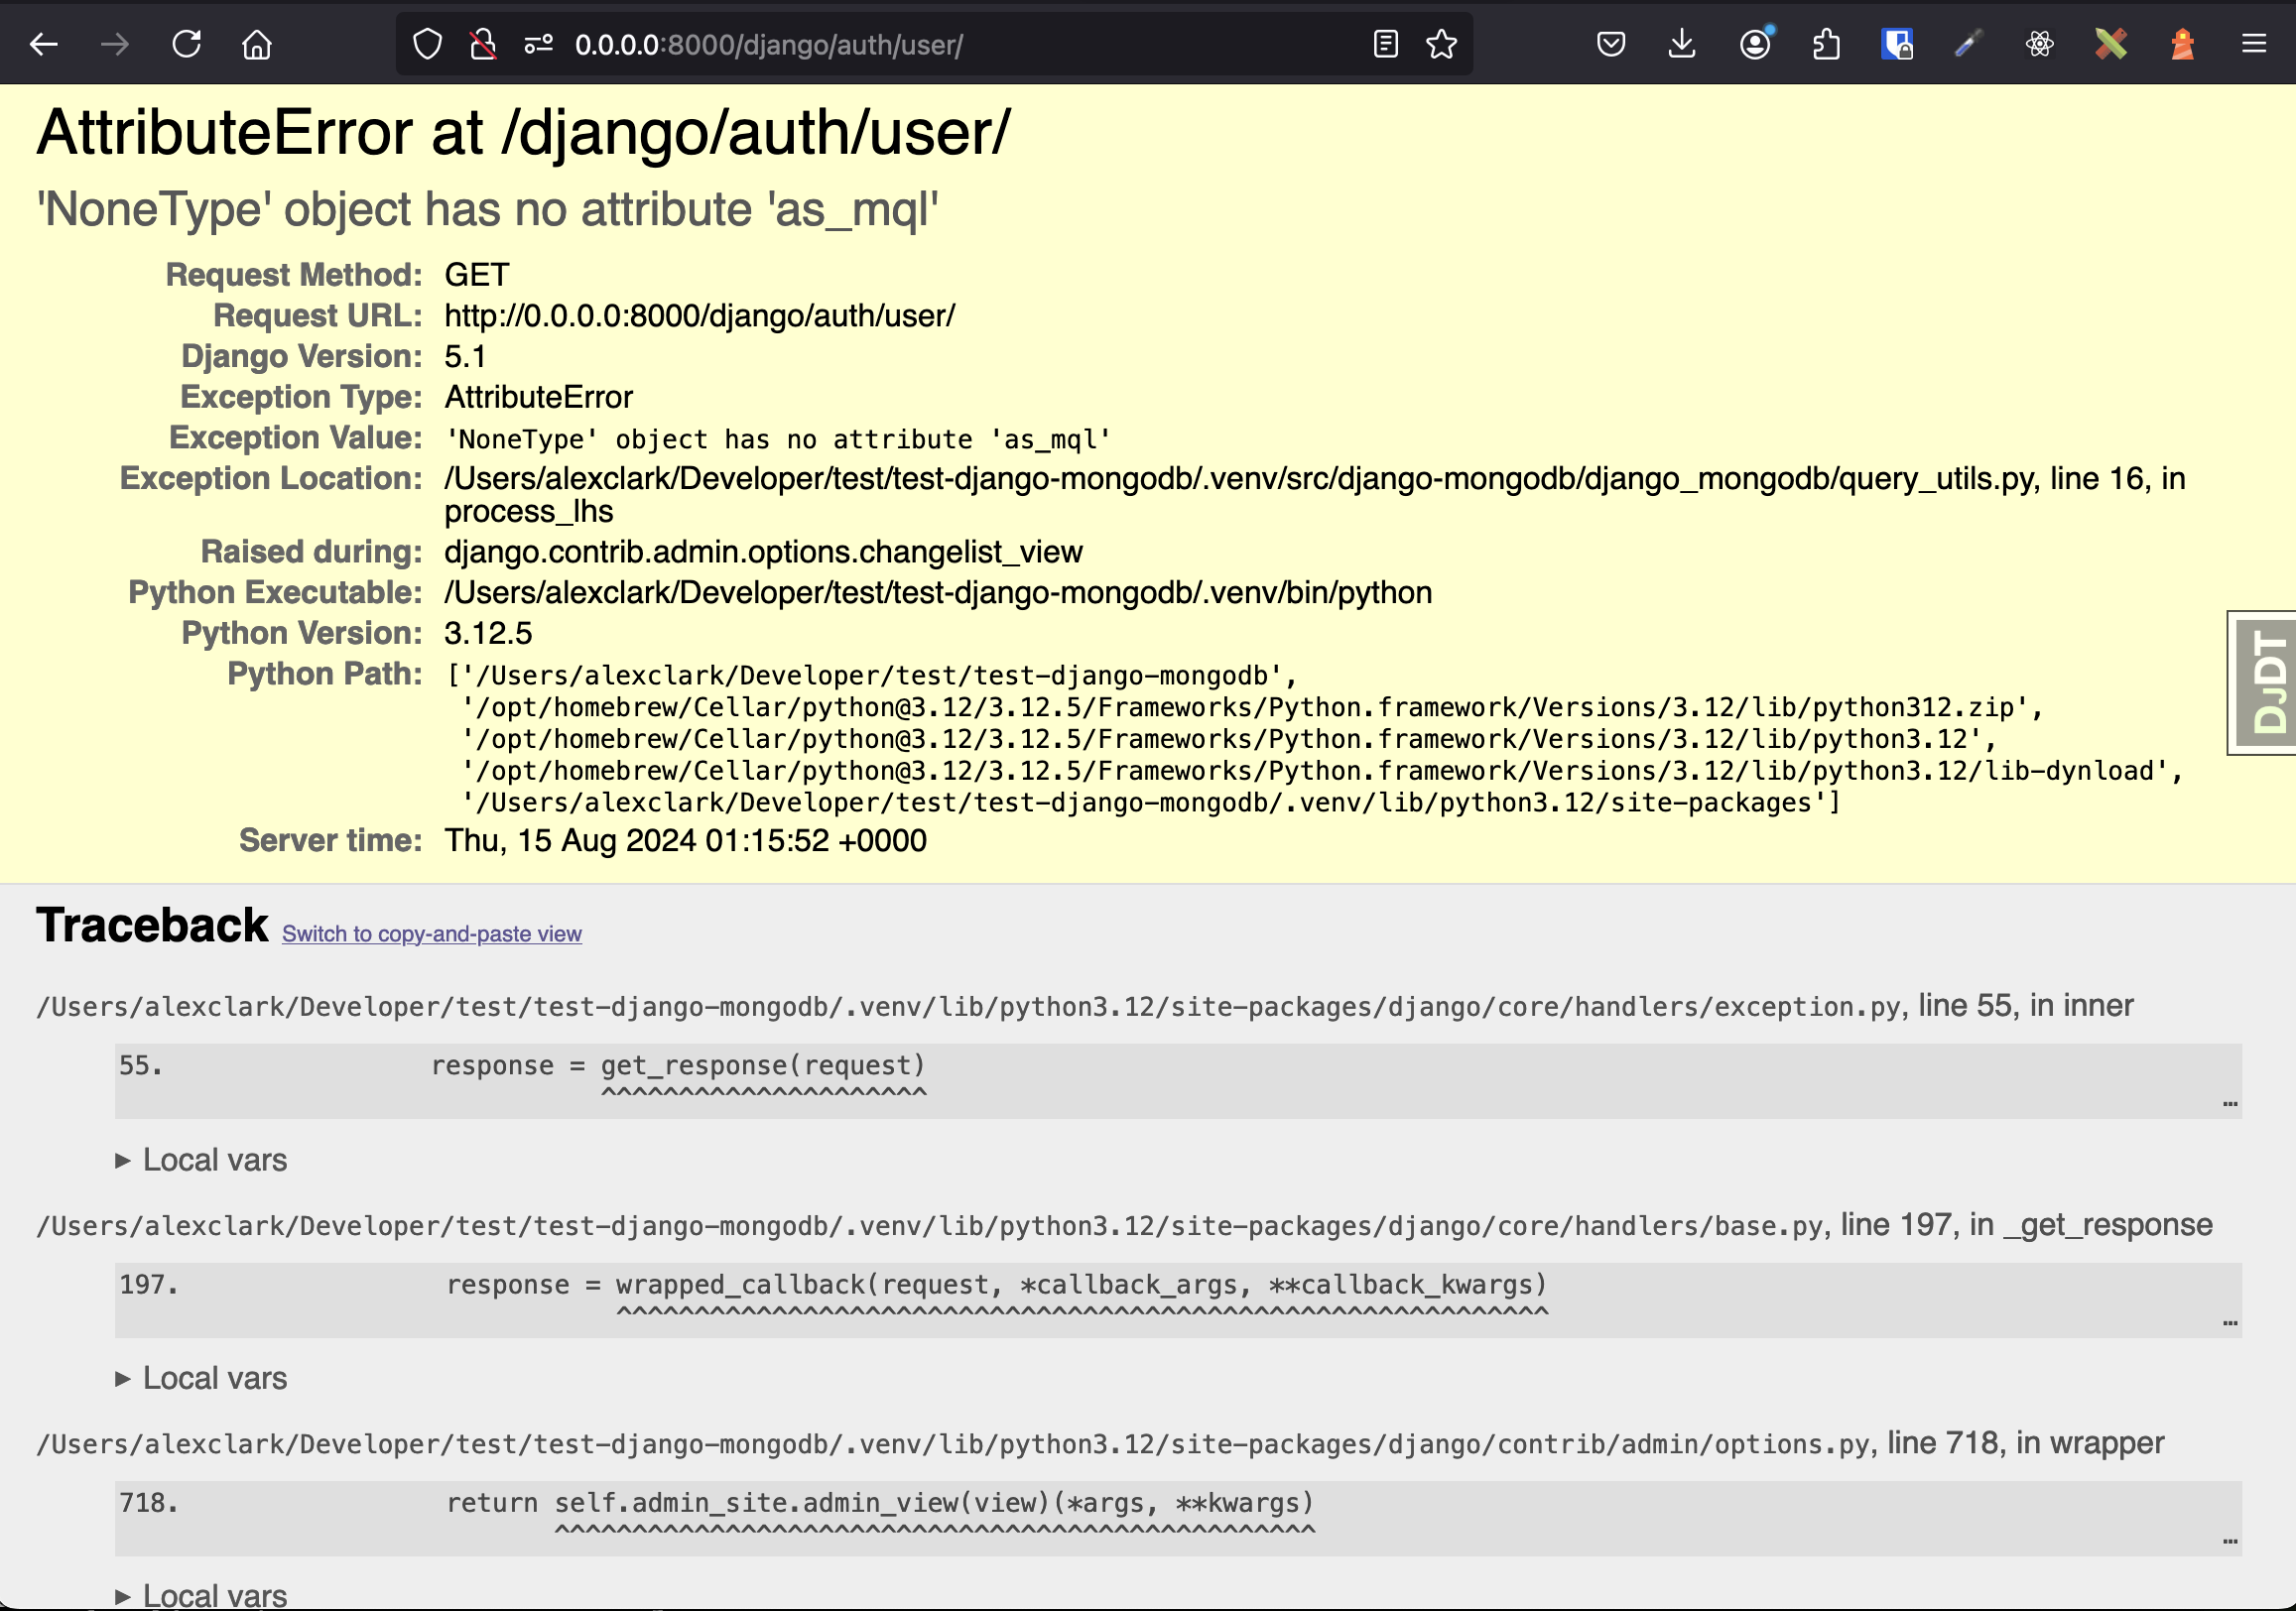 0.0.0.0:8000/django/auth/user/
AttributeError at /django/auth/user/
'NoneType' object has no attribute 'as_mql'
Request Method: GET
Request URL: http://0.0.0.0:8000/django/auth/user/
Django Version: 5.1
Exception Type: AttributeError
Exception Value: 'NoneType' object has no attribute 'as_mql'
Exception Location: /Users/alexclark/Developer/test/test-django-mongodb/.venv/src/django-mongodb/django_mongodb/query_utils.py, line 16, in
process_lhs
Raised during: django.contrib.admin.options.changelist_view
Python Executable: /Users/alexclark/Developer/test/test-django-mongodb/.venv/bin/python
Python Version: 3.12.5
Python Path: ['/Users/alexclark/Developer/test/test-django-mongodb',
'/opt/homebrew/Cellar/python@3.12/3.12.5/Frameworks/Python.framework/Versions/3.12/lib/python312.zip',
'/opt/homebrew/Cellar/python@3.12/3.12.5/Frameworks/Python.framework/Versions/3.12/lib/python3.12',
'/opt/homebrew/Cellar/python@3.12/3.12.5/Frameworks/Python.framework/Versions/3.12/lib/python3.12/lib-dynload',
'/Users/alexclark/Developer/test/test-django-mongodb/.venv/lib/python3.12/site-packages']
Server time: Thu, 15 Aug 2024 01:15:52 +0000
DJDT
Traceback Switch to copy-and-paste view
/Users/alexclark/Developer/test/test-django-mongodb/.venv/lib/python3.12/site-packages/django/core/handlers/exception.py, line 55, in inner
55. response = get_response(request)
^^^^^^^^^^^^^^^^^^^^^
…
▶ Local vars
/Users/alexclark/Developer/test/test-django-mongodb/.venv/lib/python3.12/site-packages/django/core/handlers/base.py, line 197, in _get_response
197. response = wrapped_callback(request, *callback_args, **callback_kwargs)
^^^^^^^^^^^^^^^^^^^^^^^^^^^^^^^^^^^^^^^^^^^^^^^^^^^^^^^^^^^^
…
▶ Local vars
/Users/alexclark/Developer/test/test-django-mongodb/.venv/lib/python3.12/site-packages/django/contrib/admin/options.py, line 718, in wrapper
718. return self.admin_site.admin_view(view)(*args, **kwargs)
^^^^^^^^^^^^^^^^^^^^^^^^^^^^^^^^^^^^^^^^^^^^^^^^^
…
▶ Local vars